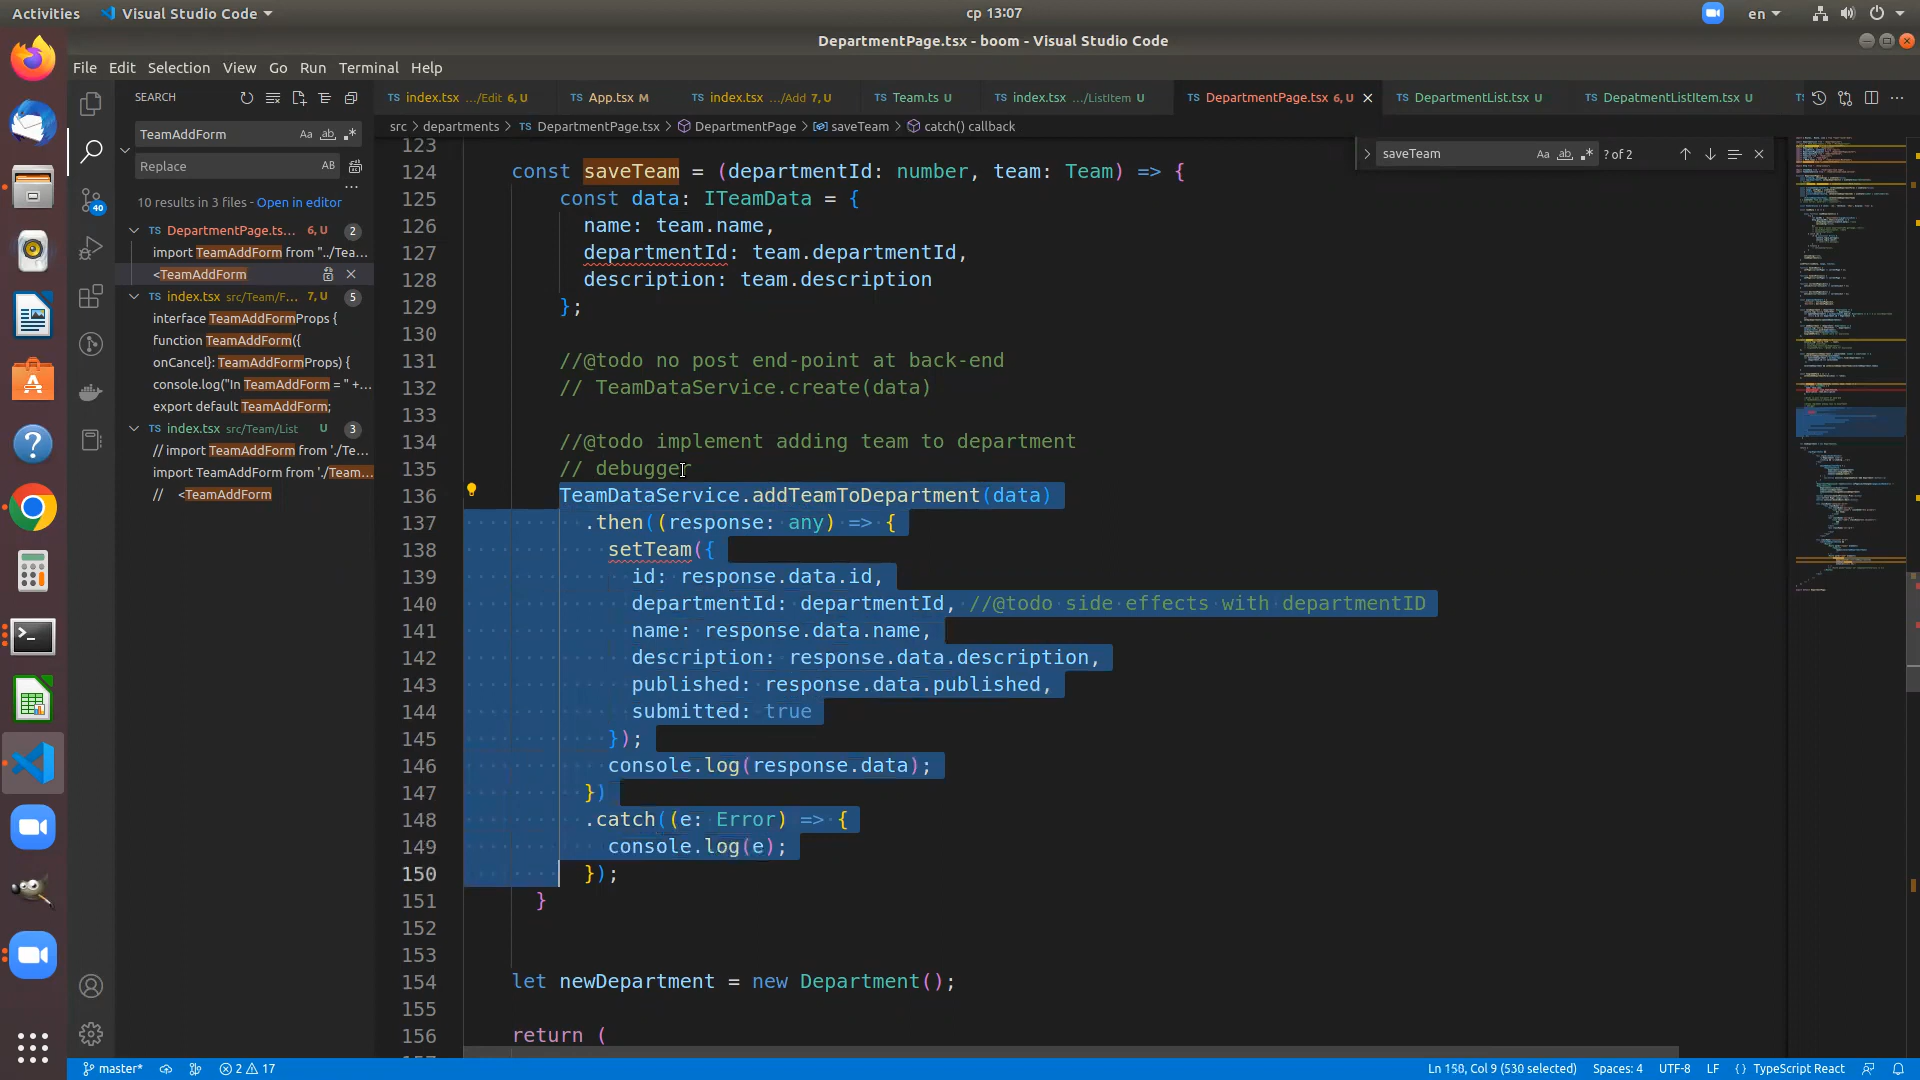 Activities
Visual Studio Code
ср 13:07
en
DepartmentPage.tsx - boom - Visual Studio Code
File Edit Selection View Go Run Terminal Help
SEARCH
index.tsx .../Edit 6, U
App.tsx M
index.tsx .../Add 7, U
Team.ts U
index.tsx .../ListItem U
DepartmentPage.tsx 6, U
DepartmentList.tsx U
DepatmentListItem.tsx U
src > departments > DepartmentPage.tsx > DepartmentPage > saveTeam > catch() callback
TeamAddForm
Replace
10 results in 3 files - Open in editor
DepartmentPage.ts... 6, U 2
import TeamAddForm from "../Tea...
<TeamAddForm
index.tsx src/Team/F... 7, U 5
interface TeamAddFormProps {
function TeamAddForm({
onCancel}: TeamAddFormProps) {
console.log("In TeamAddForm = " +...
export default TeamAddForm;
index.tsx src/Team/List U 3
// import TeamAddForm from './Te...
import TeamAddForm from './Team...
// <TeamAddForm
40
saveTeam
? of 2
123
124 const saveTeam = (departmentId: number, team: Team) => {
125 const data: ITeamData = {
126 name: team.name,
127 departmentId: team.departmentId,
128 description: team.description
129 };
130
131 //@todo no post end-point at back-end
132 // TeamDataService.create(data)
133
134 //@todo implement adding team to department
135 // debugger
136 TeamDataService.addTeamToDepartment(data)
137 .then((response: any) => {
138 setTeam({
139 id: response.data.id,
140 departmentId: departmentId, //@todo side effects with departmentID
141 name: response.data.name,
142 description: response.data.description,
143 published: response.data.published,
144 submitted: true
145 });
146 console.log(response.data);
147 })
148 .catch((e: Error) => {
149 console.log(e);
150 });
151 }
152
153
154 let newDepartment = new Department();
155
156 return (
master* 2 17
Ln 150, Col 9 (530 selected) Spaces: 4 UTF-8 LF {} TypeScript React